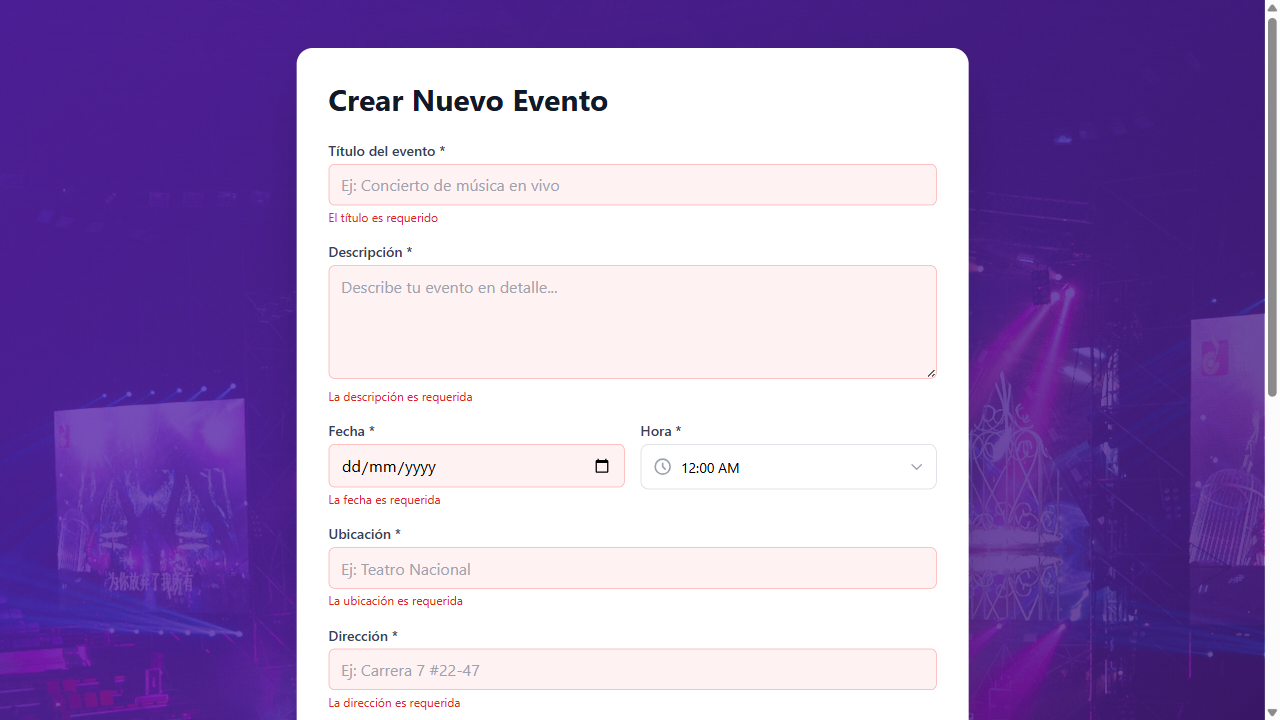 Crear Nuevo Evento
Título del evento *
Ej: Concierto de música en vivo
El título es requerido
Descripción *
Describe tu evento en detalle...
La descripción es requerida
Fecha * Hora *
dd/mm/yyyy 12:00 AM
La fecha es requerida
Ubicación *
Ej: Teatro Nacional
La ubicación es requerida
为你放弃了我所有
Dirección *
Ej: Carrera 7 #22-47
La dirección es requerida